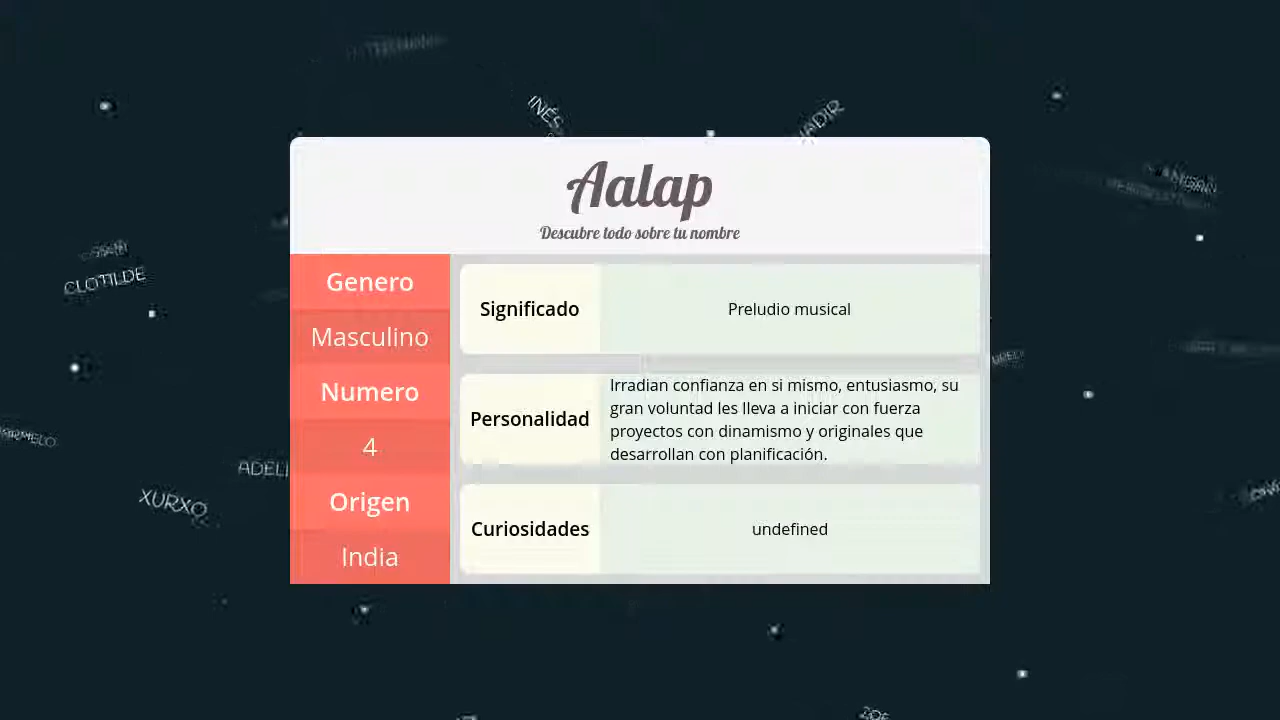 INÉS
Aalap
Descubre todo sobre tu nombre
CLOTILDE
Genero
Masculino
Numero
4
Origen
India
Significado
Preludio musical
Personalidad
Irradian confianza en si mismo, entusiasmo, su
gran voluntad les lleva a iniciar con fuerza
proyectos con dinamismo y originales que
desarrollan con planificación.
Curiosidades
undefined
XURXO